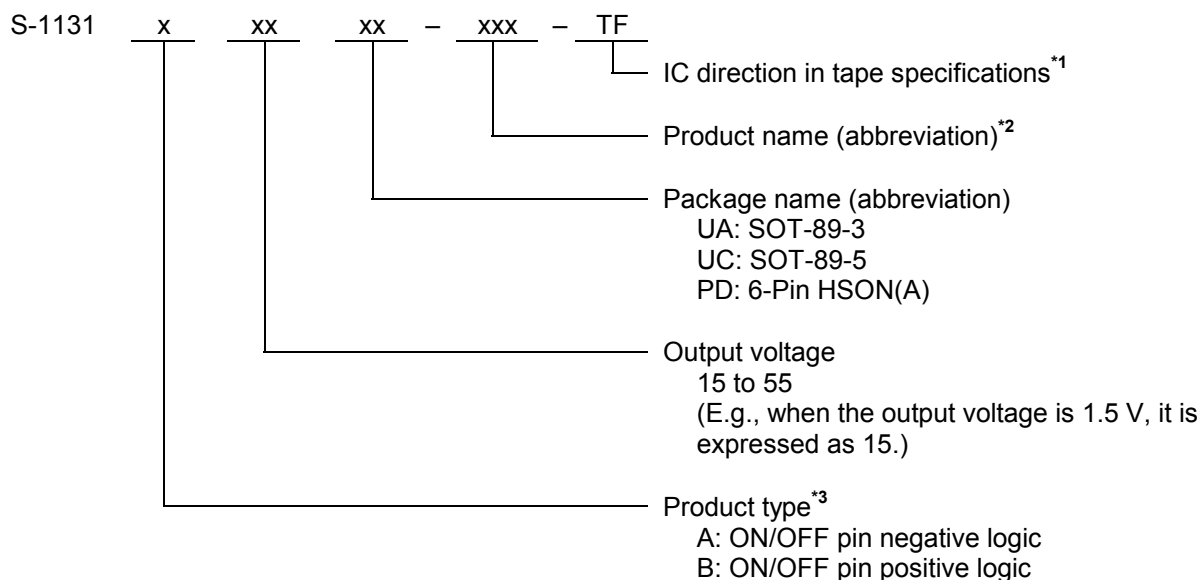 S-1131 x xx xx – xxx – TF
IC direction in tape specifications*1
Product name (abbreviation)*2
Package name (abbreviation)
UA: SOT-89-3
UC: SOT-89-5
PD: 6-Pin HSON(A)
Output voltage
15 to 55
(E.g., when the output voltage is 1.5 V, it is
expressed as 15.)
Product type*3
A: ON/OFF pin negative logic
B: ON/OFF pin positive logic